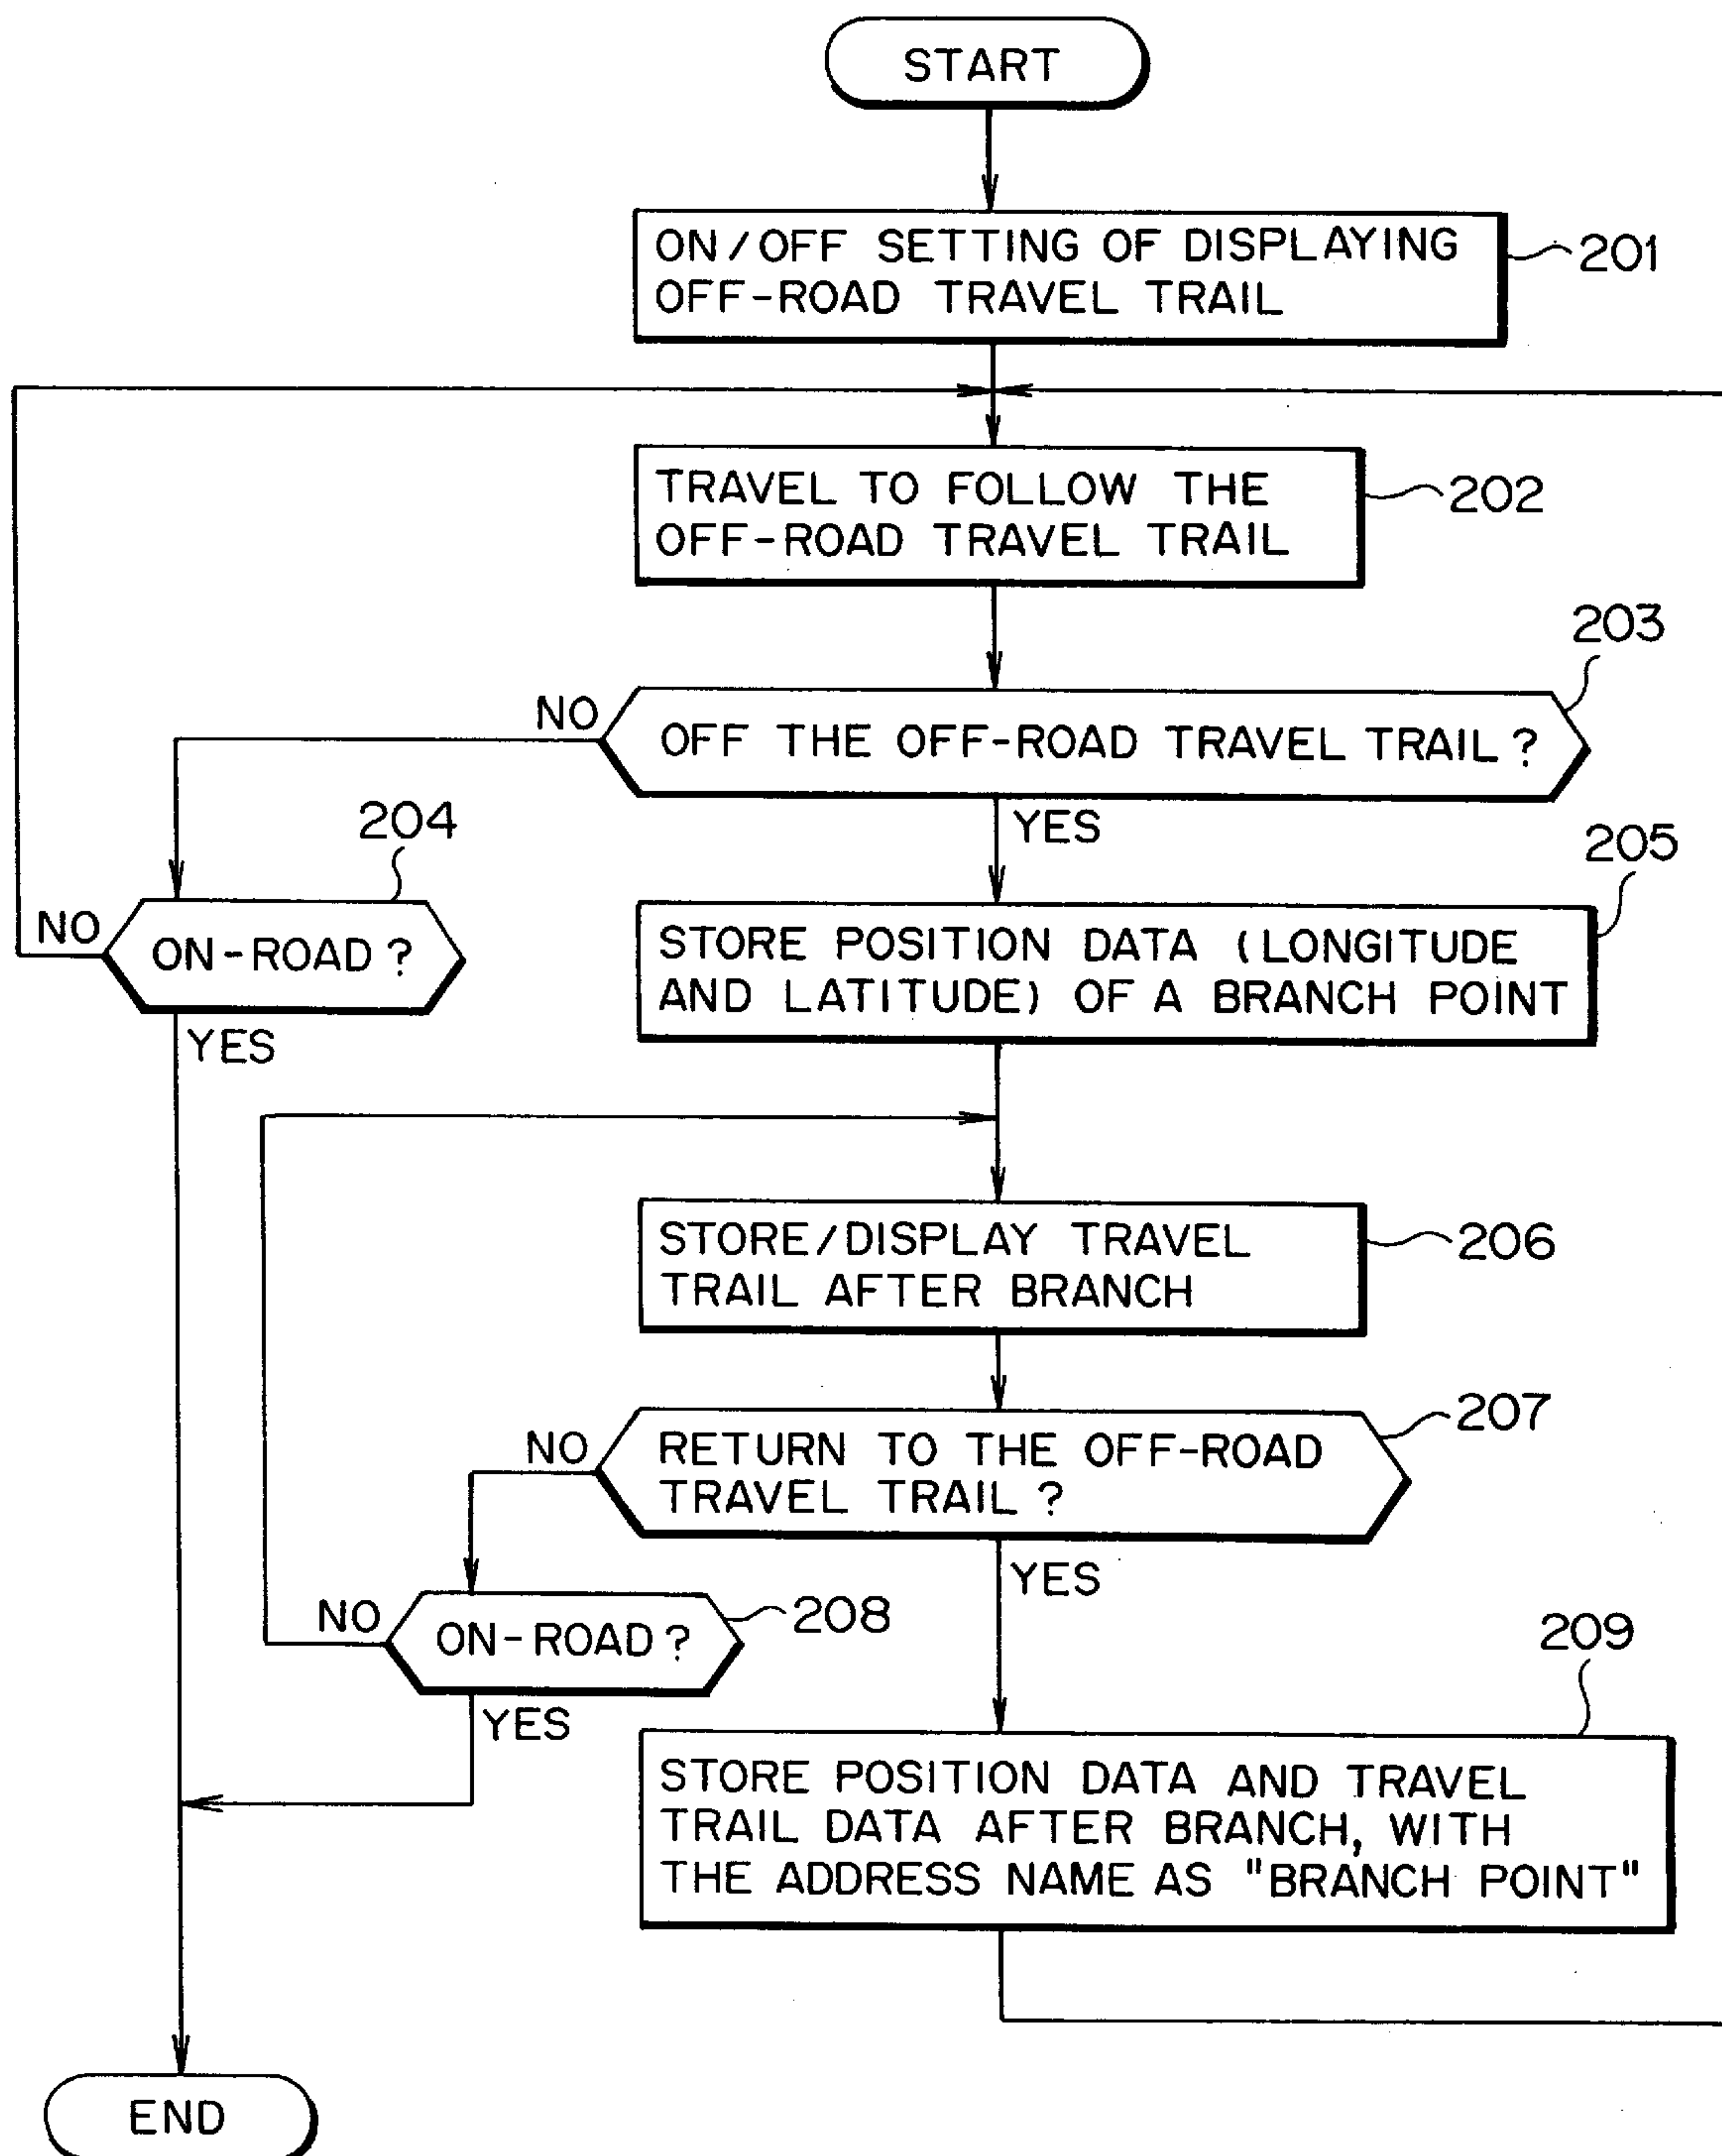 START
ON/OFF SETTING OF DISPLAYING
OFF-ROAD TRAVEL TRAIL
201
TRAVEL TO FOLLOW THE
OFF-ROAD TRAVEL TRAIL
202
203
NO
OFF THE OFF-ROAD TRAVEL TRAIL?
YES
204
205
NO
ON-ROAD?
YES
STORE POSITION DATA (LONGITUDE
AND LATITUDE) OF A BRANCH POINT
STORE/DISPLAY TRAVEL
TRAIL AFTER BRANCH
206
207
NO
RETURN TO THE OFF-ROAD
TRAVEL TRAIL?
YES
NO
ON-ROAD?
208
YES
209
STORE POSITION DATA AND TRAVEL
TRAIL DATA AFTER BRANCH, WITH
THE ADDRESS NAME AS "BRANCH POINT"
END